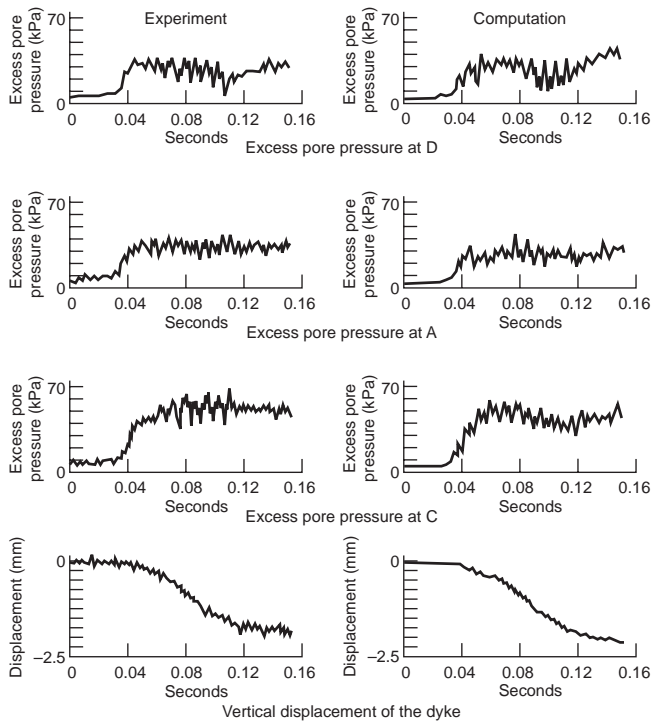 Experiment
Computation
Excess pore pressure (kPa)
70
0
0 0.04 0.08 0.12 0.16
Seconds
Excess pore pressure (kPa)
70
0
0 0.04 0.08 0.12 0.16
Seconds
Excess pore pressure at D
Excess pore pressure (kPa)
70
0
0 0.04 0.08 0.12 0.16
Seconds
Excess pore pressure (kPa)
70
0
0 0.04 0.08 0.12 0.16
Seconds
Excess pore pressure at A
Excess pore pressure (kPa)
70
0
0 0.04 0.08 0.12 0.16
Seconds
Excess pore pressure (kPa)
70
0
0 0.04 0.08 0.12 0.16
Seconds
Excess pore pressure at C
Displacement (mm)
0
–2.5
0 0.04 0.08 0.12 0.16
Seconds
Displacement (mm)
0
–2.5
0 0.04 0.08 0.12 0.16
Seconds
Vertical displacement of the dyke